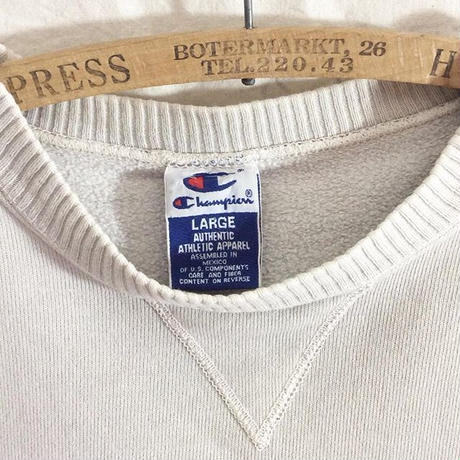 PRESS BOTERMARKT, 26 H
TEL.220.43
Champion®
LARGE
AUTHENTIC
ATHLETIC APPAREL
ASSEMBLED IN
MEXICO
OF U.S. COMPONENTS
CARE AND FIBER
CONTENT ON REVERSE